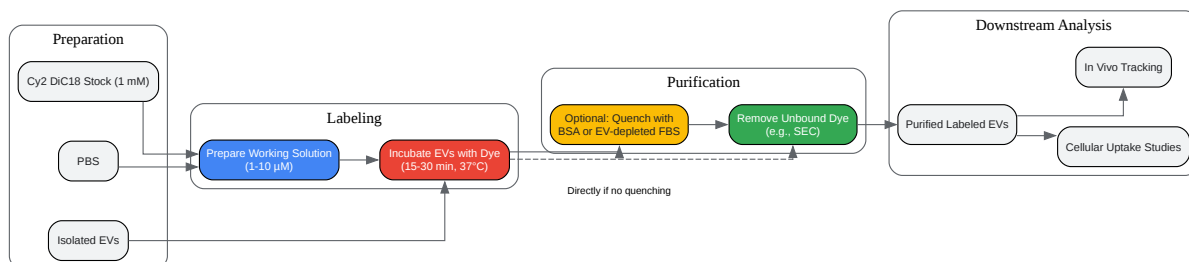 Preparation
Cy2 DiC18 Stock (1 mM)
PBS
Isolated EVs
Labeling
Prepare Working Solution
(1-10 µM)
Incubate EVs with Dye
(15-30 min, 37°C)
Purification
Optional: Quench with
BSA or EV-depleted FBS
Remove Unbound Dye
(e.g., SEC)
Directly if no quenching
Downstream Analysis
Purified Labeled EVs
In Vivo Tracking
Cellular Uptake Studies